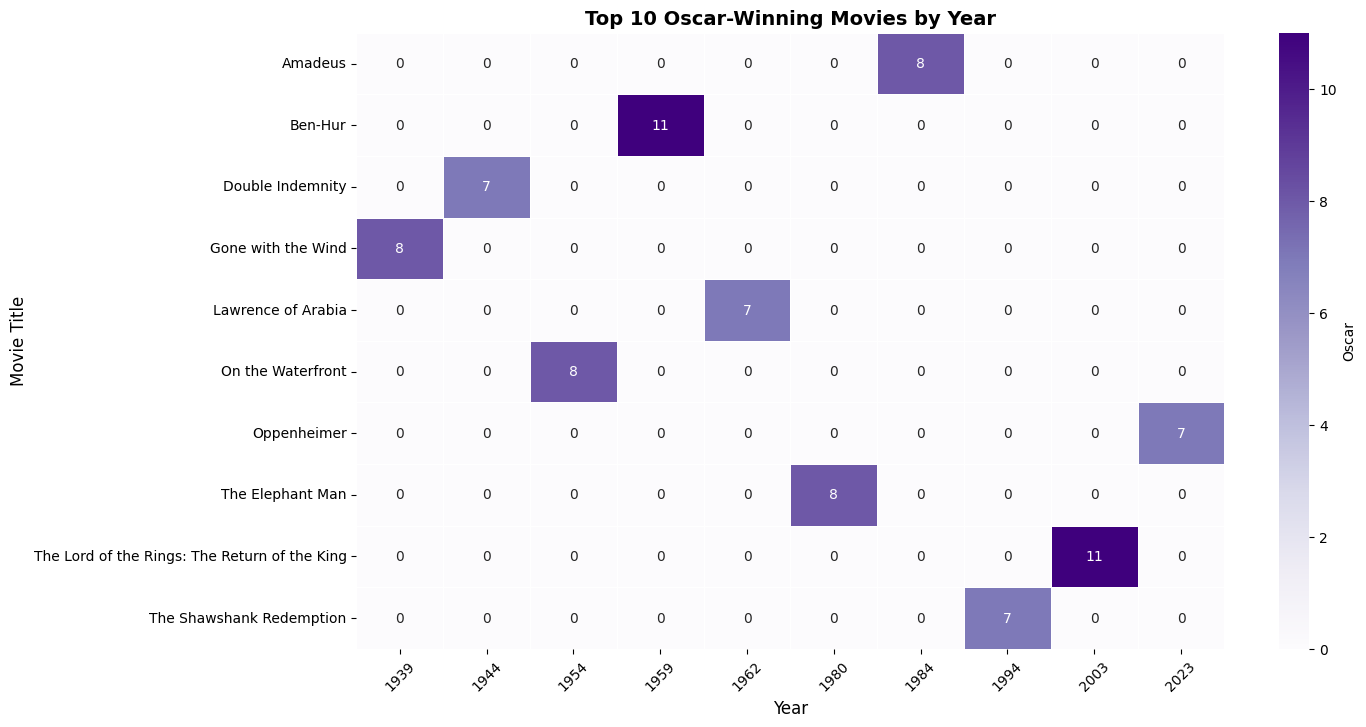 Top 10 Oscar-Winning Movies by Year
Movie Title
Amadeus 0 0 0 0 0 0 8 0 0 0
Ben-Hur 0 0 0 11 0 0 0 0 0 0
Double Indemnity 0 7 0 0 0 0 0 0 0 0
Gone with the Wind 8 0 0 0 0 0 0 0 0 0
Lawrence of Arabia 0 0 0 0 7 0 0 0 0 0
On the Waterfront 0 0 8 0 0 0 0 0 0 0
Oppenheimer 0 0 0 0 0 0 0 0 0 7
The Elephant Man 0 0 0 0 0 8 0 0 0 0
The Lord of the Rings: The Return of the King 0 0 0 0 0 0 0 0 11 0
The Shawshank Redemption 0 0 0 0 0 0 0 7 0 0
1939 1944 1954 1959 1962 1980 1984 1994 2003 2023
Year
10
8
6
4
2
0
Oscar